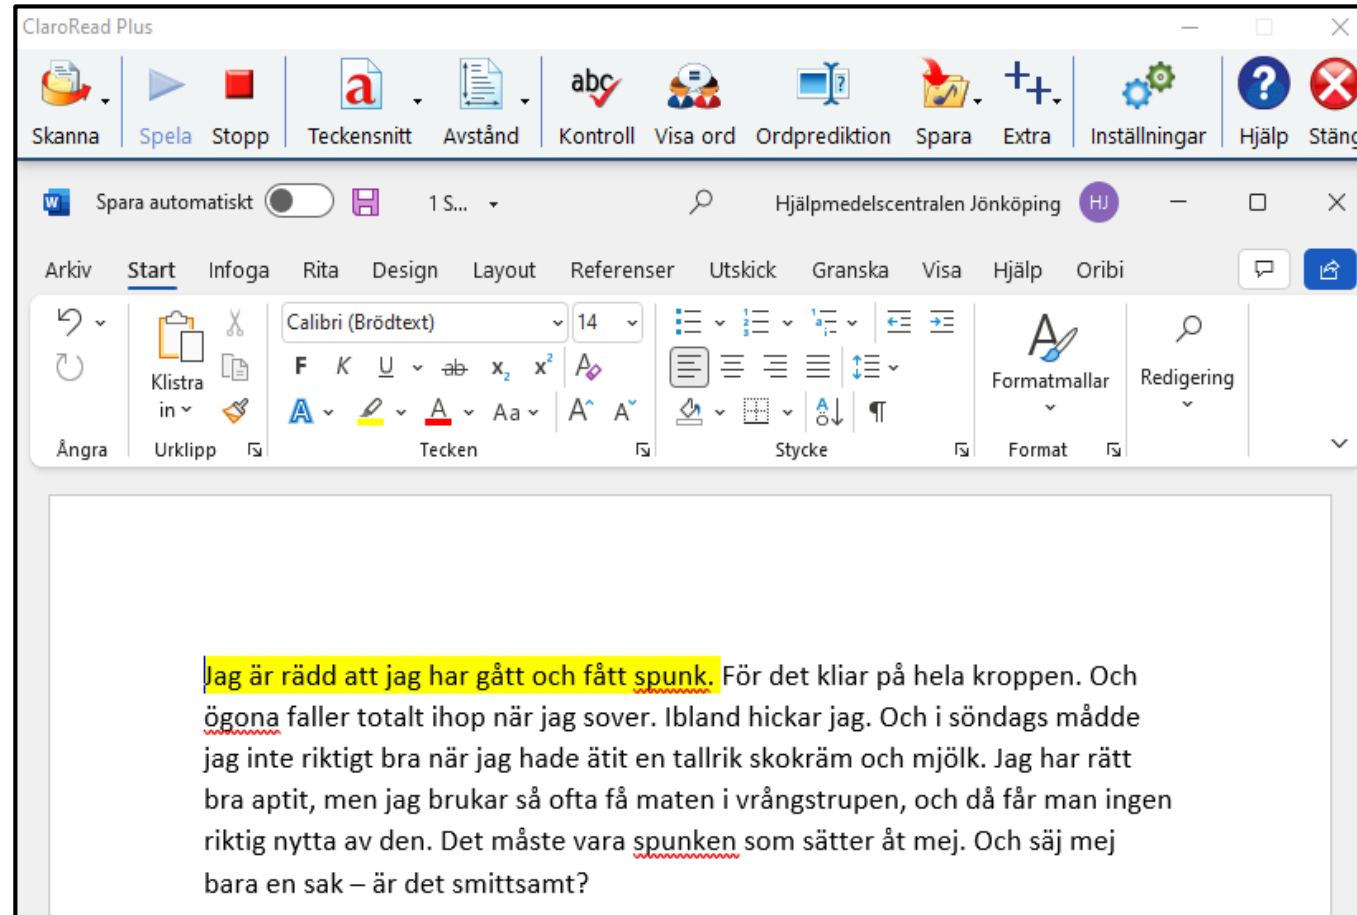 ClaroRead Plus
Skanna Spela Stopp Teckensnitt Avstånd Kontroll Visa ord Ordprediktion Spara Extra Inställningar Hjälp Stäng
Spara automatiskt 1 S... Hjälpmedelscentralen Jönköping HJ
Arkiv Start Infoga Rita Design Layout Referenser Utskick Granska Visa Hjälp Oribi
Calibri (Brödtext) 14
Klistra in
F K U ab x₂ x² A
A A Aa A A
Formatmallar
Redigering
Ångra Urklipp Tecken Stycke Format
Jag är rädd att jag har gått och fått spunk. För det kliar på hela kroppen. Och
ögona faller totalt ihop när jag sover. Ibland hickar jag. Och i söndags mådde
jag inte riktigt bra när jag hade ätit en tallrik skokräm och mjölk. Jag har rätt
bra aptit, men jag brukar så ofta få maten i vrångstrupen, och då får man ingen
riktig nytta av den. Det måste vara spunken som sätter åt mej. Och säj mej
bara en sak – är det smittsamt?